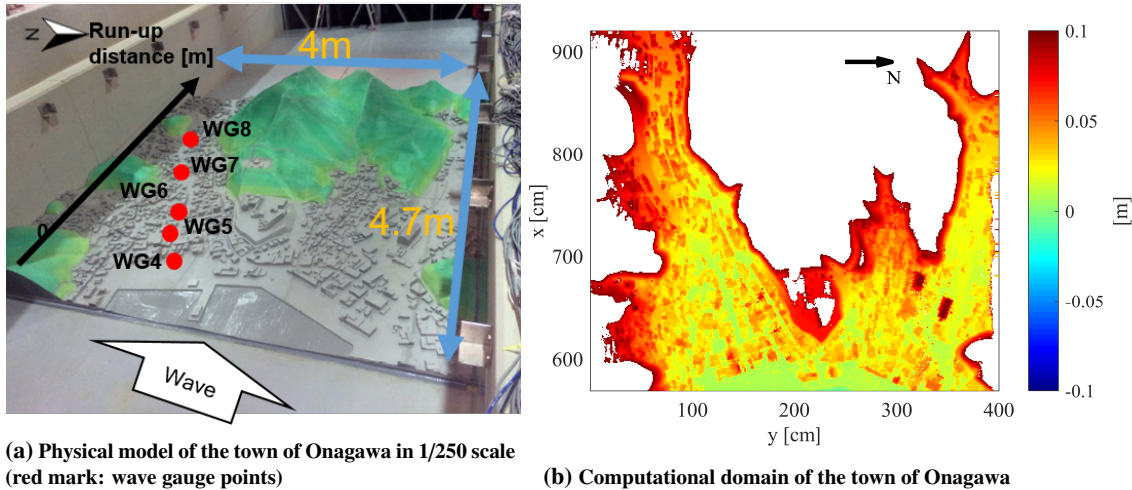 N
Run-up
distance [m]
4m
WG8
WG7
WG6
WG5
WG4
0
4.7m
Wave
(a) Physical model of the town of Onagawa in 1/250 scale
(red mark: wave gauge points)
900
800
700
600
x [cm]
100
200
300
400
y [cm]
N
0.1
0.05
0
-0.05
-0.1
[m]
(b) Computational domain of the town of Onagawa